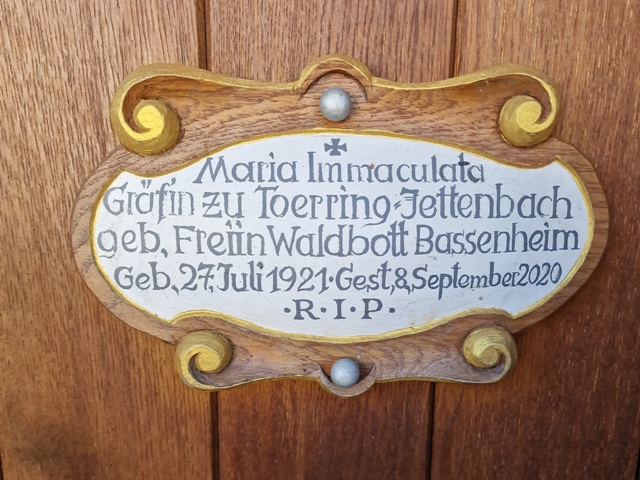 Maria Immaculata
Gräfin zu Toerring-Jettenbach
geb. Freiin Waldbott Bassenheim
Geb. 27. Juli 1921 · Gest. 8. September 2020
· R · I · P ·